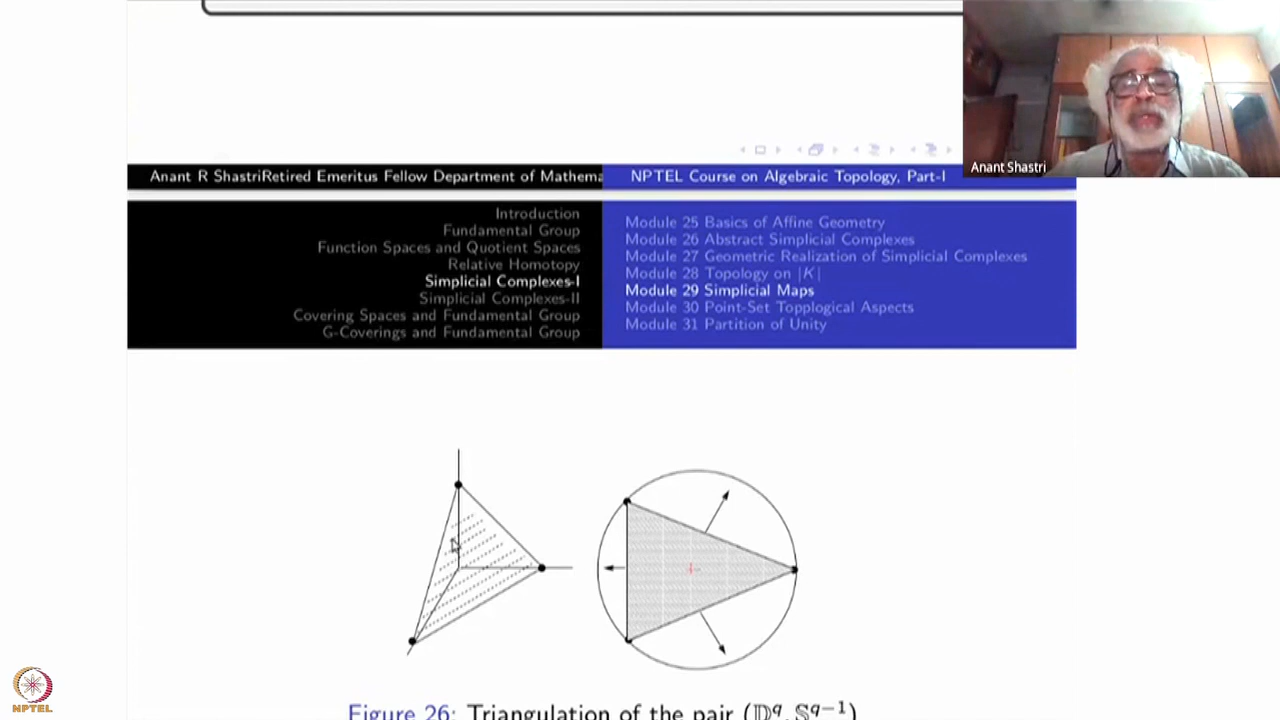 Anant Shastri
Anant R ShastriRetired Emeritus Fellow Department of Mathema
NPTEL Course on Algebraic Topology, Part-I
Introduction
Fundamental Group
Function Spaces and Quotient Spaces
Relative Homotopy
Simplicial Complexes-I
Simplicial Complexes-II
Covering Spaces and Fundamental Group
G-Coverings and Fundamental Group
Module 25 Basics of Affine Geometry
Module 26 Abstract Simplicial Complexes
Module 27 Geometric Realization of Simplicial Complexes
Module 28 Topology on |K|
Module 29 Simplicial Maps
Module 30 Point-Set Topplogical Aspects
Module 31 Partition of Unity
Figure 26: Triangulation of the pair (𝔻^q, 𝕊^{q−1})
NPTEL